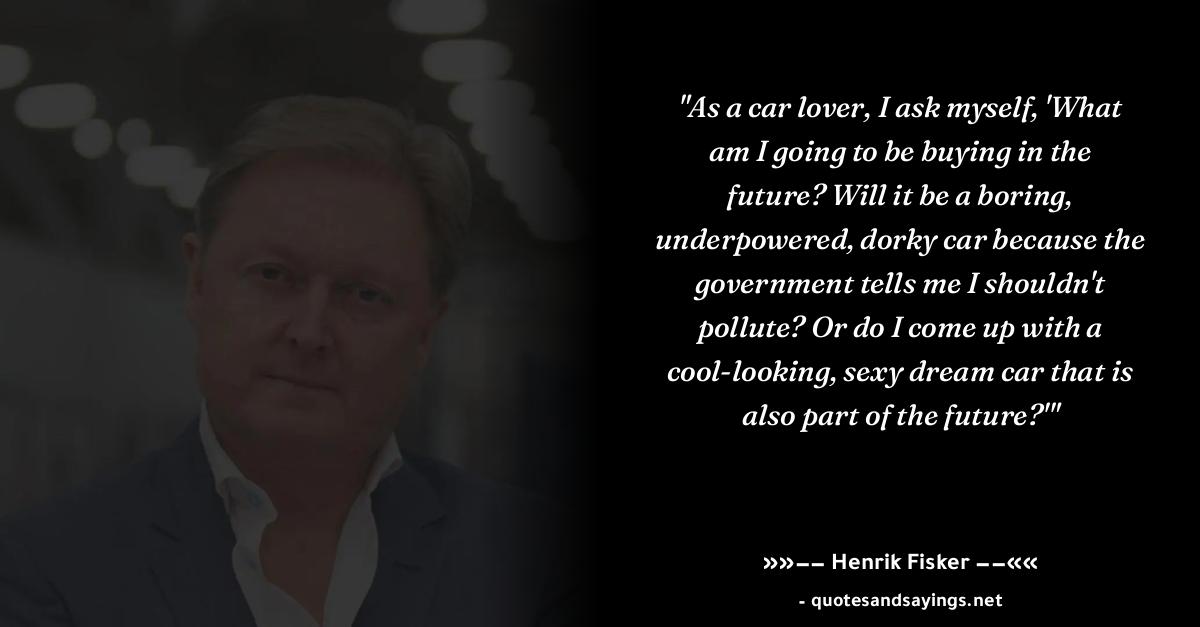 "As a car lover, I ask myself, 'What
am I going to be buying in the
future? Will it be a boring,
underpowered, dorky car because the
government tells me I shouldn't
pollute? Or do I come up with a
cool-looking, sexy dream car that is
also part of the future?'"
»»−− Henrik Fisker −−««
- quotesandsayings.net